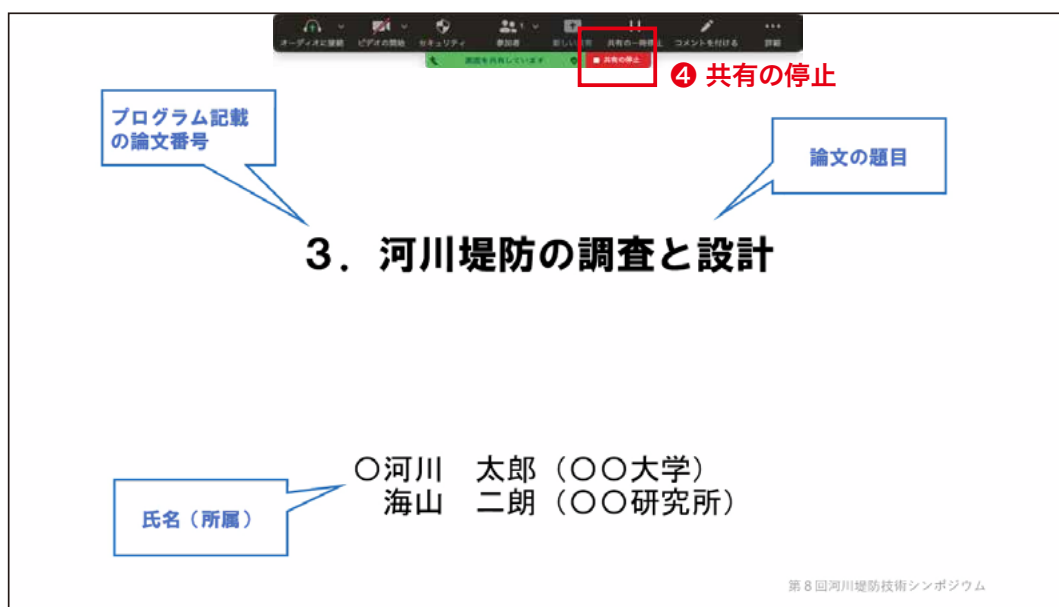 オーディオに接続 ビデオの開始 セキュリティ 参加者 1 新しい共有 共有の一時停止 コメントを付ける 詳細
画面を共有しています 共有の停止
❹ 共有の停止
プログラム記載
の論文番号
論文の題目
3．河川堤防の調査と設計
〇河川　太郎（〇〇大学）
海山　二朗（〇〇研究所）
氏名（所属）
第8回河川堤防技術シンポジウム